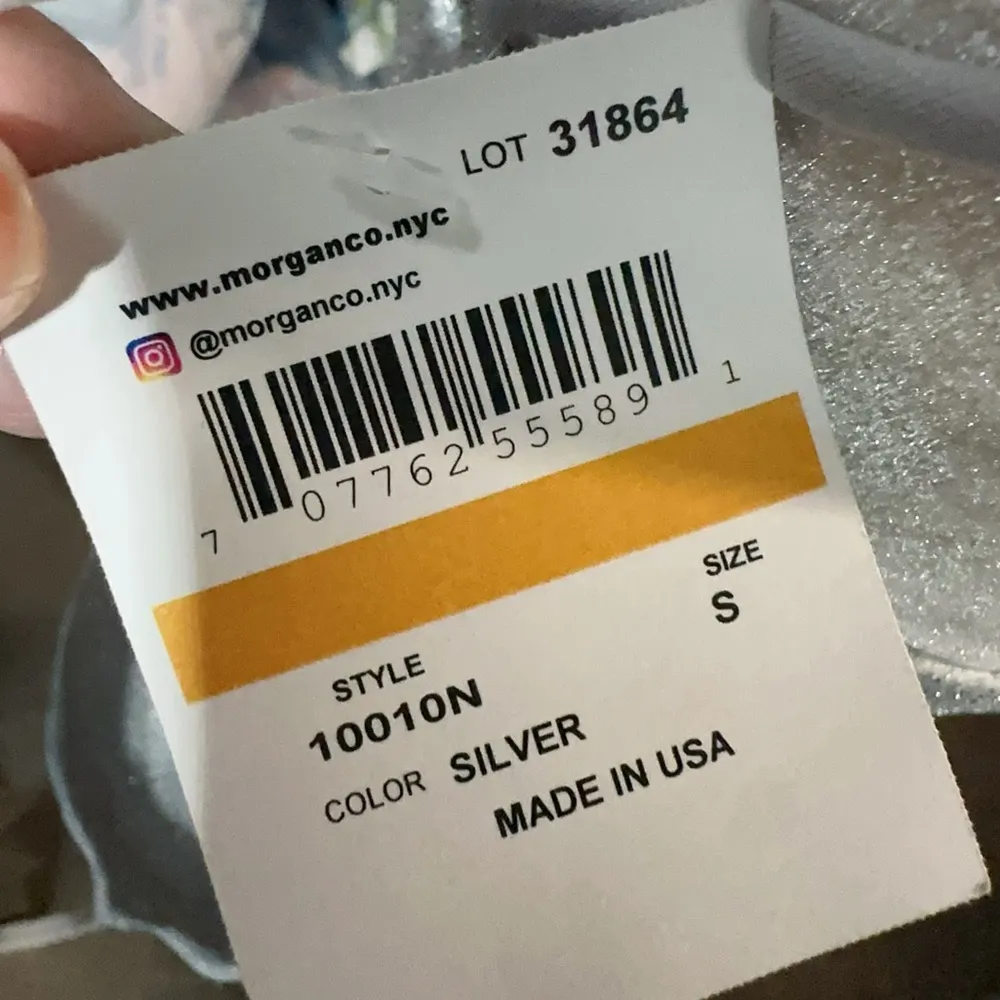 LOT 31864
www.morganco.nyc
@morganco.nyc
7 07762 55589 1
SIZE
S
STYLE
10010N
COLOR SILVER
MADE IN USA